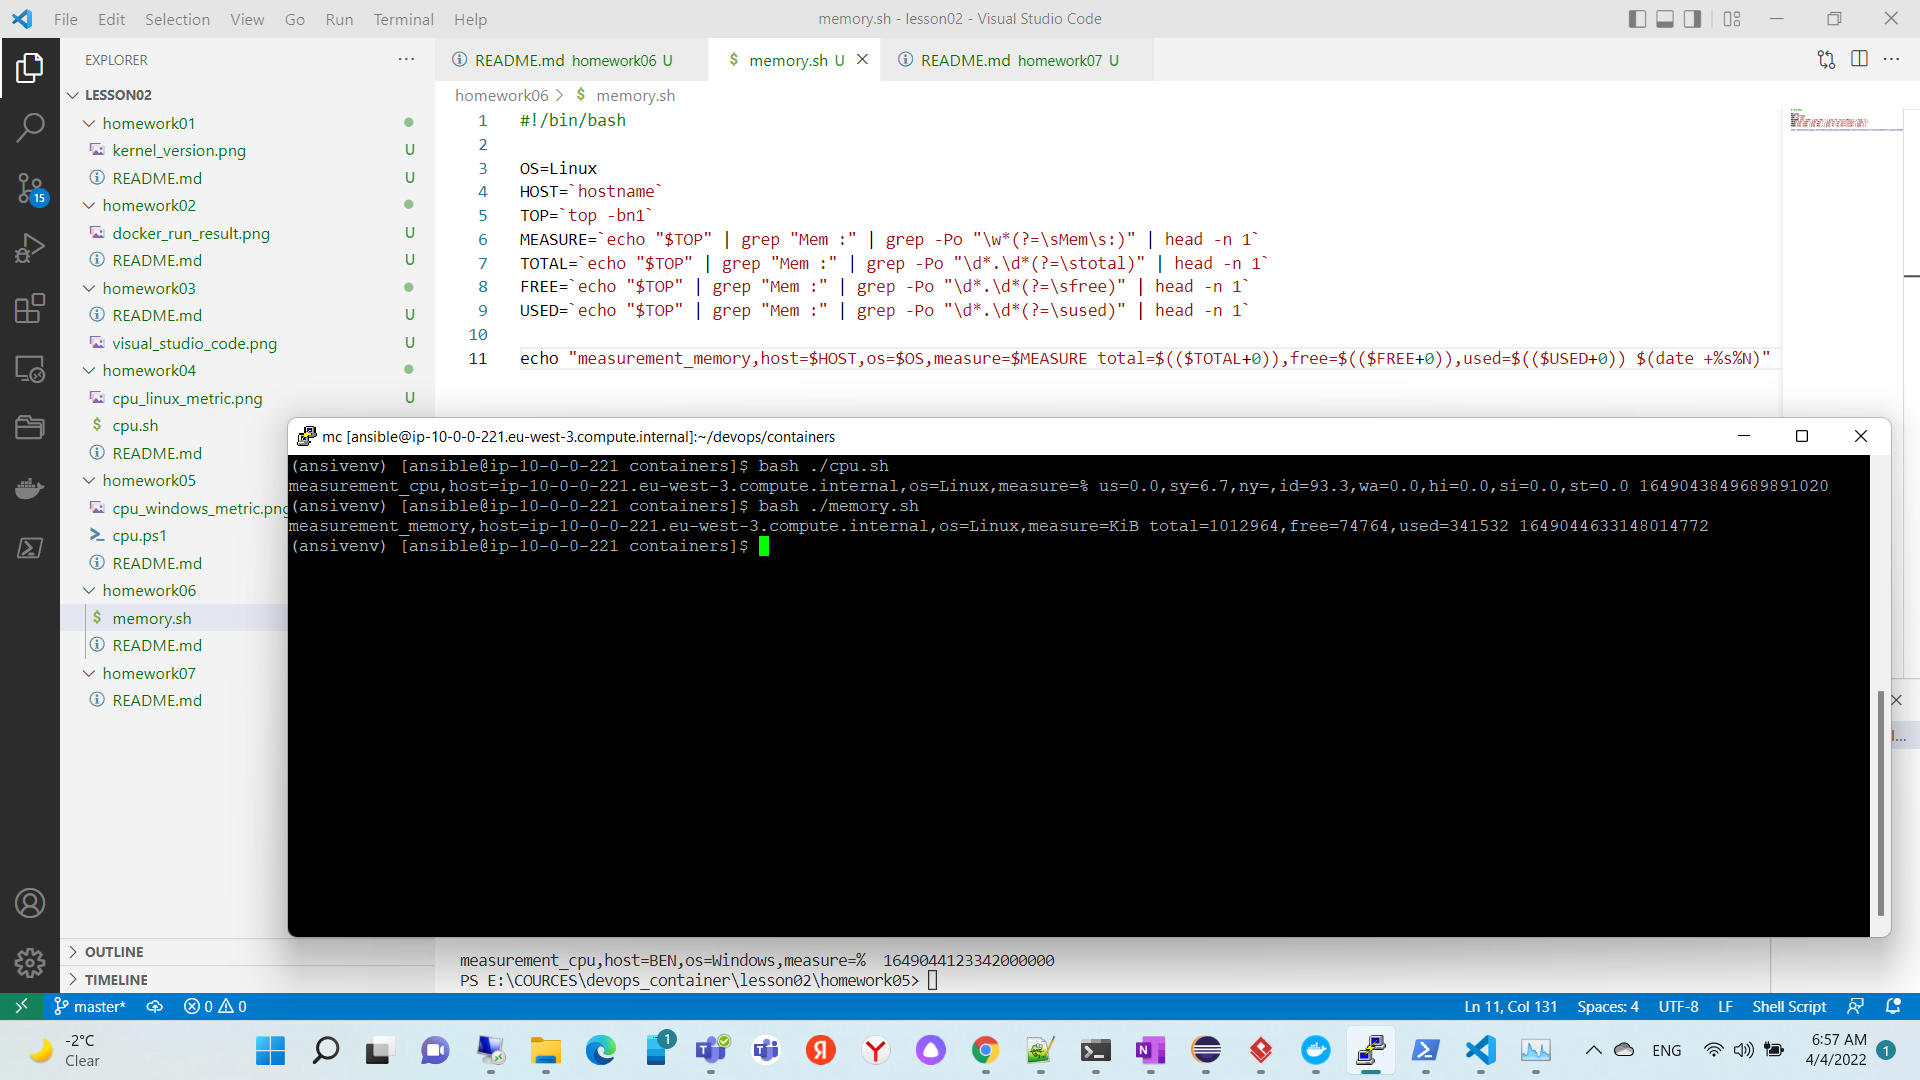 File Edit Selection View Go Run Terminal Help
memory.sh - lesson02 - Visual Studio Code
EXPLORER
README.md homework06 U
$ memory.sh U
README.md homework07 U
LESSON02
homework06 > $ memory.sh
homework01
kernel_version.png U
README.md U
homework02
docker_run_result.png U
README.md U
homework03
README.md U
visual_studio_code.png U
homework04
cpu_linux_metric.png U
$ cpu.sh
README.md
homework05
cpu_windows_metric.png
cpu.ps1
README.md
homework06
$ memory.sh
README.md
homework07
README.md
15
OUTLINE
TIMELINE
1 #!/bin/bash
2
3 OS=Linux
4 HOST=`hostname`
5 TOP=`top -bn1`
6 MEASURE=`echo "$TOP" | grep "Mem :" | grep -Po "\w*(?=\sMem\s:)" | head -n 1`
7 TOTAL=`echo "$TOP" | grep "Mem :" | grep -Po "\d*.\d*(?=\stotal)" | head -n 1`
8 FREE=`echo "$TOP" | grep "Mem :" | grep -Po "\d*.\d*(?=\sfree)" | head -n 1`
9 USED=`echo "$TOP" | grep "Mem :" | grep -Po "\d*.\d*(?=\sused)" | head -n 1`
10
11 echo "measurement_memory,host=$HOST,os=$OS,measure=$MEASURE total=$(($TOTAL+0)),free=$(($FREE+0)),used=$(($USED+0)) $(date +%s%N)"
mc [ansible@ip-10-0-0-221.eu-west-3.compute.internal]:~/devops/containers
(ansivenv) [ansible@ip-10-0-0-221 containers]$ bash ./cpu.sh
measurement_cpu,host=ip-10-0-0-221.eu-west-3.compute.internal,os=Linux,measure=% us=0.0,sy=6.7,ny=,id=93.3,wa=0.0,hi=0.0,si=0.0,st=0.0 1649043849689891020
(ansivenv) [ansible@ip-10-0-0-221 containers]$ bash ./memory.sh
measurement_memory,host=ip-10-0-0-221.eu-west-3.compute.internal,os=Linux,measure=KiB total=1012964,free=74764,used=341532 1649044633148014772
(ansivenv) [ansible@ip-10-0-0-221 containers]$
measurement_cpu,host=BEN,os=Windows,measure=% 1649044123342000000
PS E:\COURCES\devops_container\lesson02\homework05>
master* 0 0
Ln 11, Col 131 Spaces: 4 UTF-8 LF Shell Script
-2°C
Clear
1
ENG
6:57 AM
4/4/2022
1